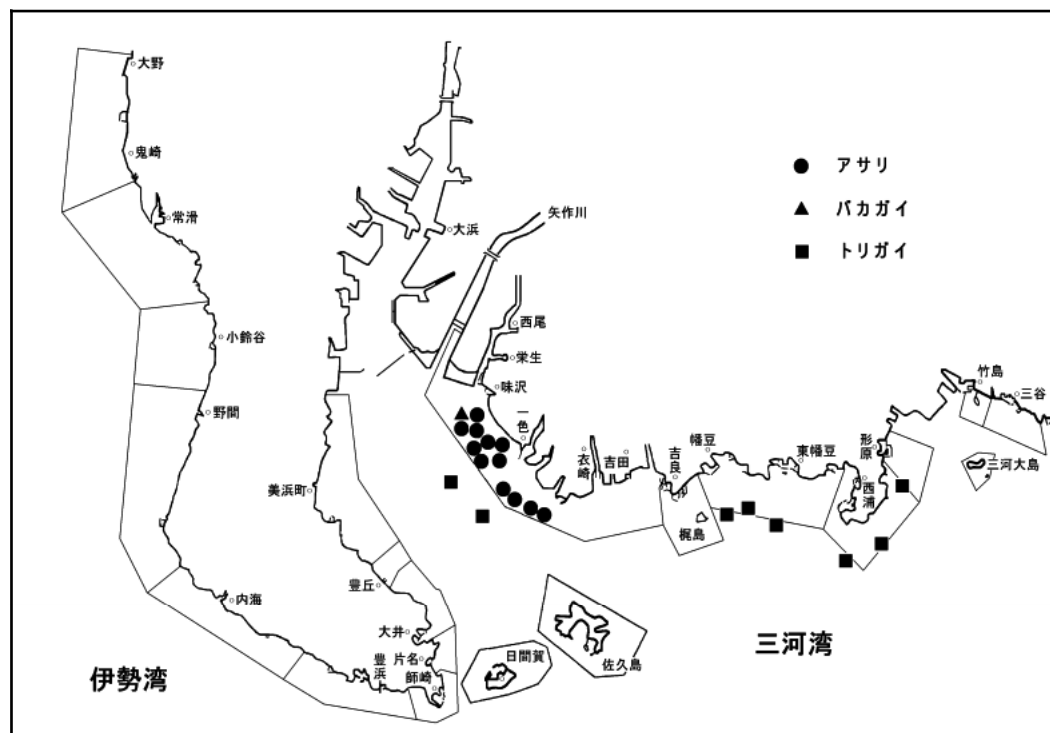 大野
鬼崎
常滑
小鈴谷
野間
内海
伊勢湾
大浜
矢作川
西尾
栄生
味沢
一色
衣崎
吉田
吉良
幡豆
東幡豆
形原
西浦
竹島
三谷
三河大島
梶島
美浜町
豊丘
大井
片名
豊浜
師崎
日間賀
佐久島
三河湾
アサリ
バカガイ
トリガイ